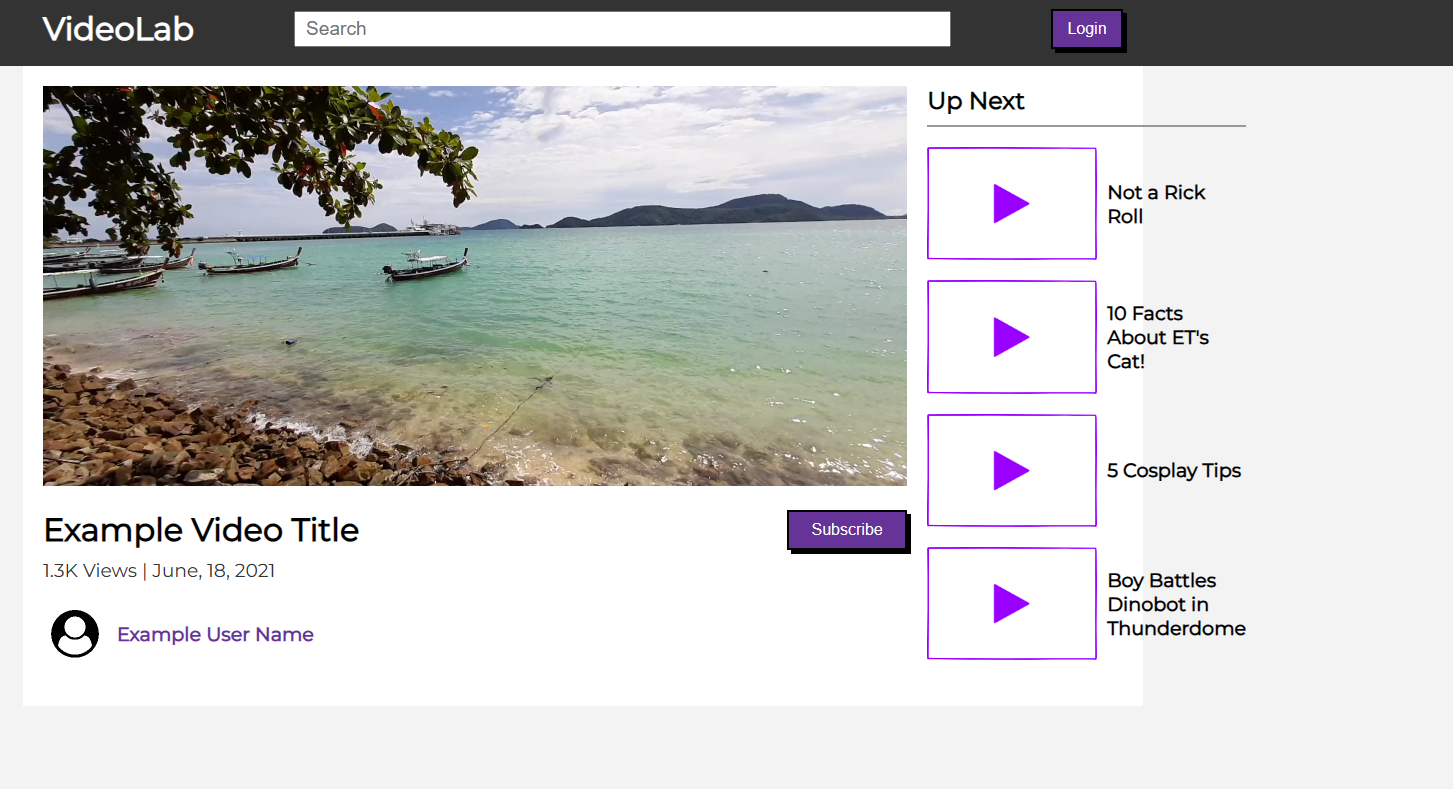 VideoLab
Search
Login
Up Next
Not a Rick
Roll
10 Facts
About ET's
Cat!
5 Cosplay Tips
Boy Battles
Dinobot in
Thunderdome
Example Video Title
Subscribe
1.3K Views | June, 18, 2021
Example User Name